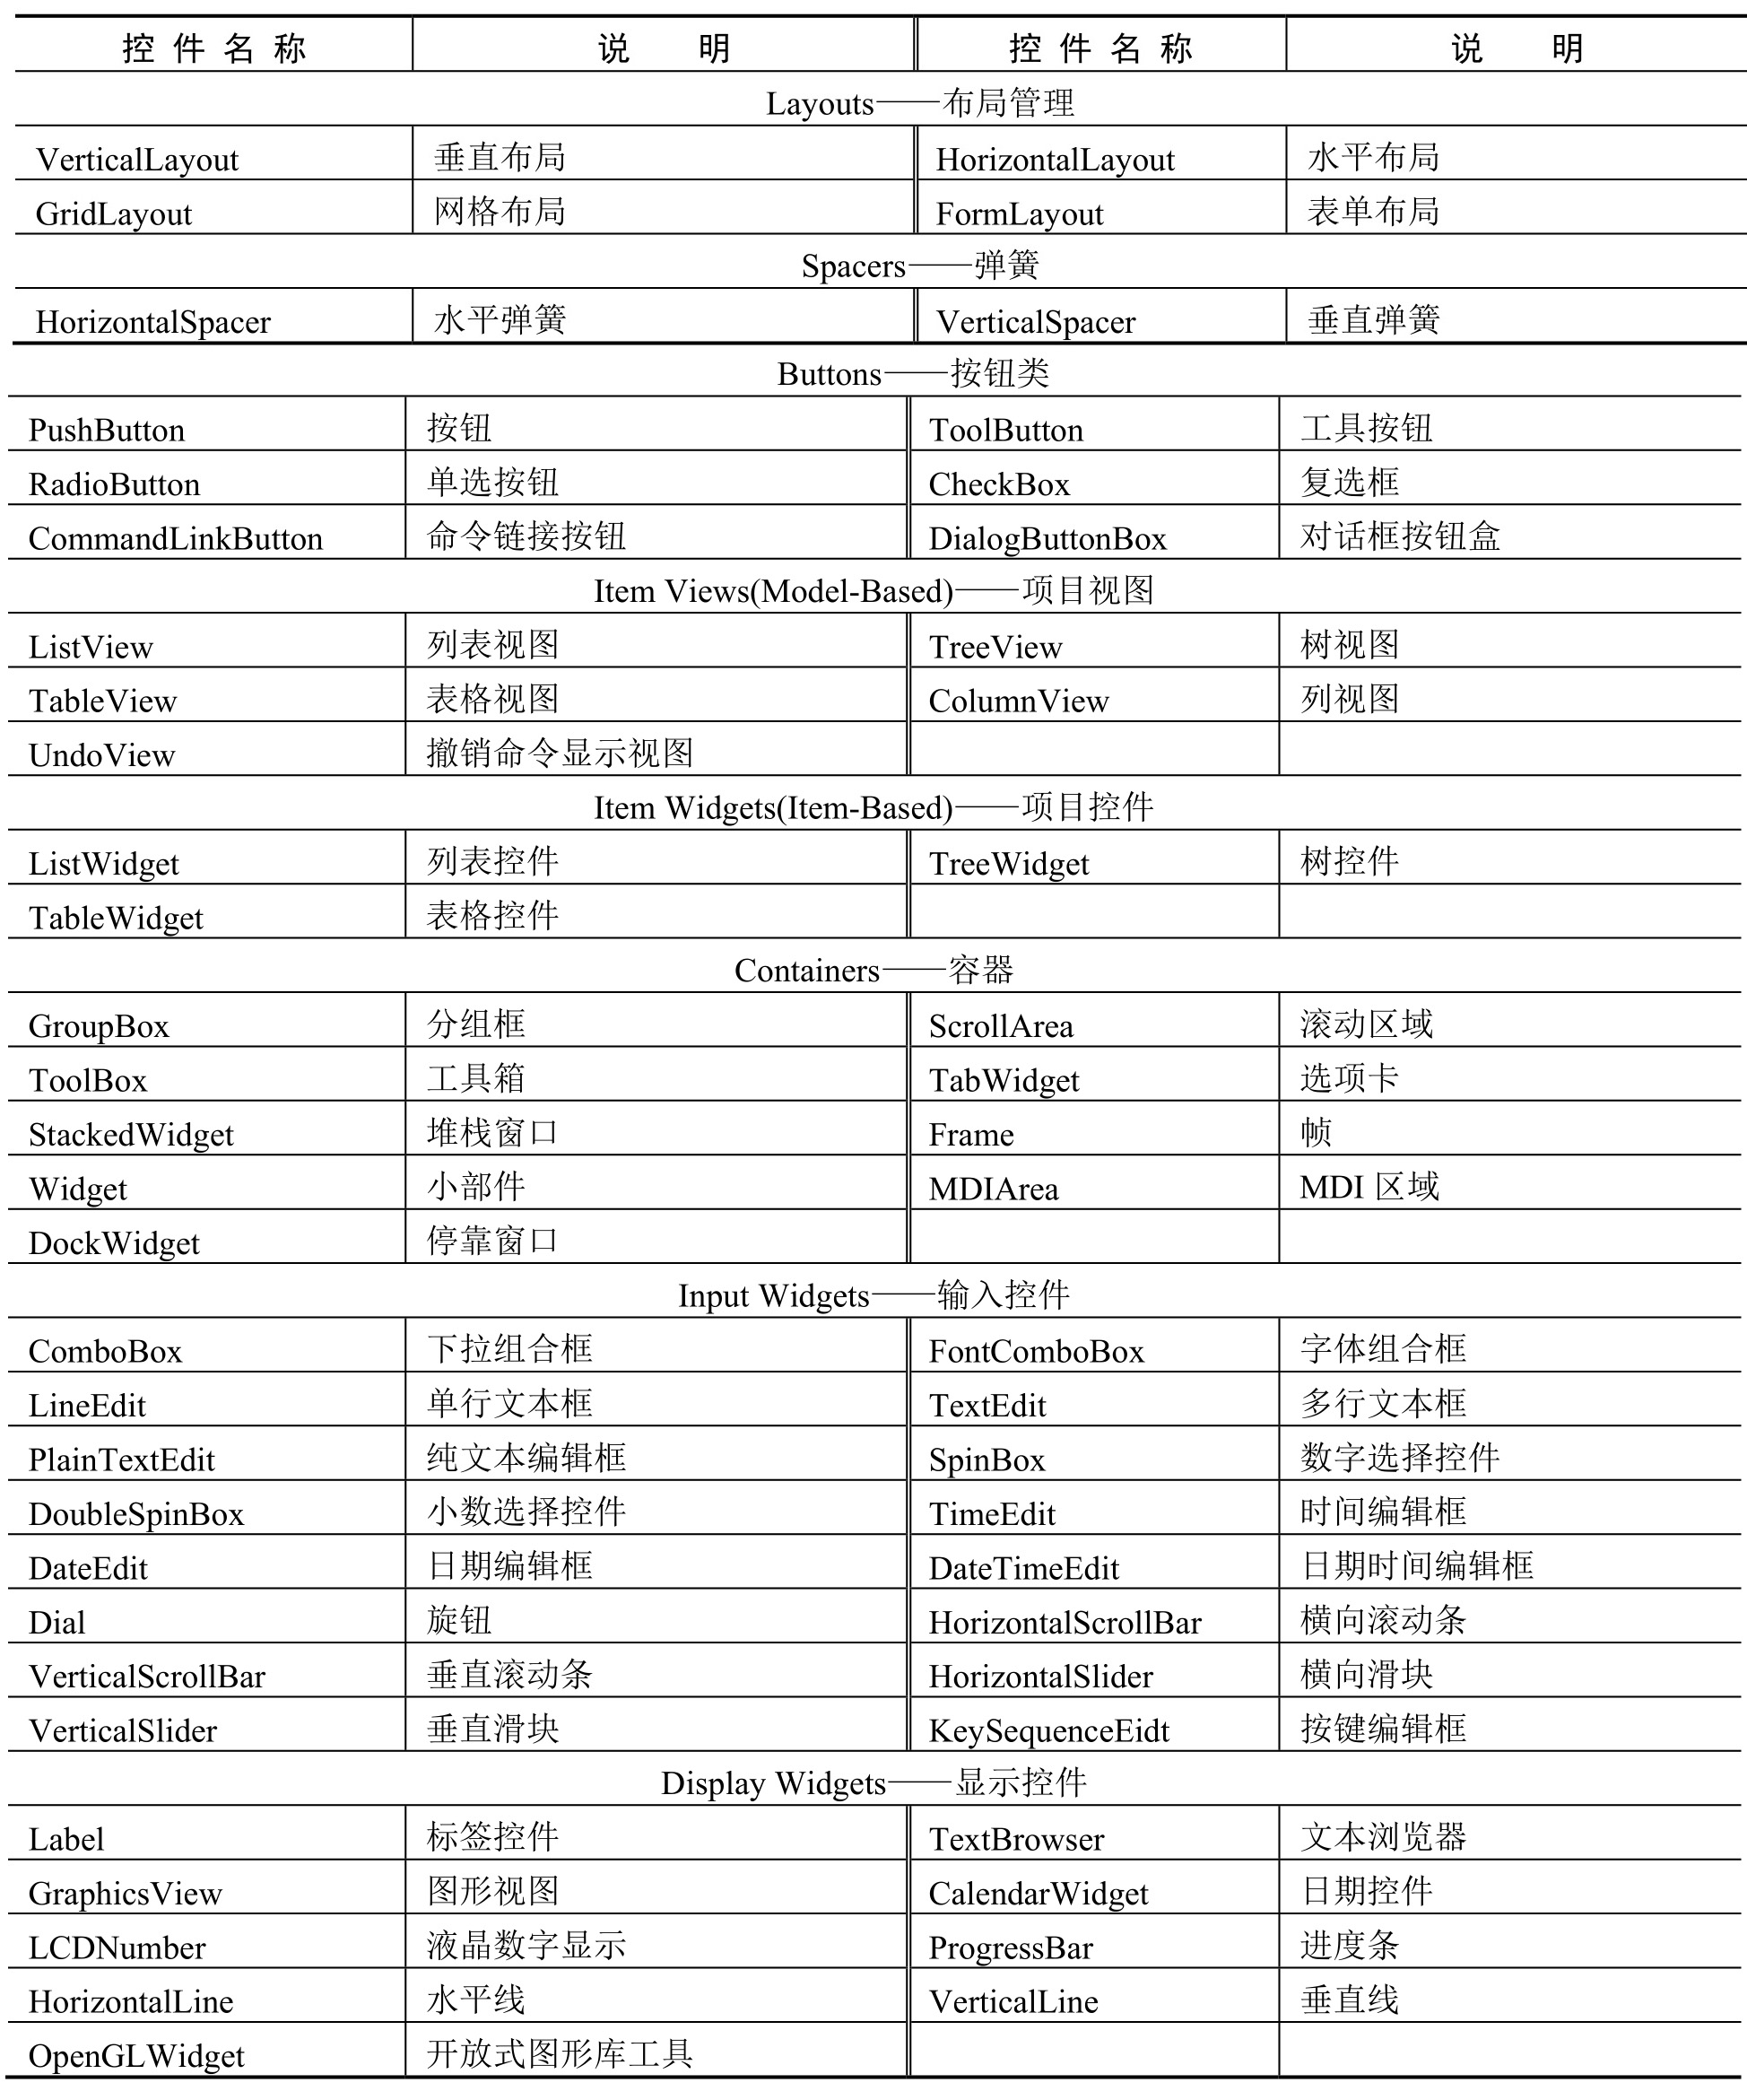 控件名称 说明 控件名称 说明
Layouts——布局管理
VerticalLayout 垂直布局 HorizontalLayout 水平布局
GridLayout 网格布局 FormLayout 表单布局
Spacers——弹簧
HorizontalSpacer 水平弹簧 VerticalSpacer 垂直弹簧
Buttons——按钮类
PushButton 按钮 ToolButton 工具按钮
RadioButton 单选按钮 CheckBox 复选框
CommandLinkButton 命令链接按钮 DialogButtonBox 对话框按钮盒
Item Views(Model-Based)——项目视图
ListView 列表视图 TreeView 树视图
TableView 表格视图 ColumnView 列视图
UndoView 撤销命令显示视图
Item Widgets(Item-Based)——项目控件
ListWidget 列表控件 TreeWidget 树控件
TableWidget 表格控件
Containers——容器
GroupBox 分组框 ScrollArea 滚动区域
ToolBox 工具箱 TabWidget 选项卡
StackedWidget 堆栈窗口 Frame 帧
Widget 小部件 MDIArea MDI 区域
DockWidget 停靠窗口
Input Widgets——输入控件
ComboBox 下拉组合框 FontComboBox 字体组合框
LineEdit 单行文本框 TextEdit 多行文本框
PlainTextEdit 纯文本编辑框 SpinBox 数字选择控件
DoubleSpinBox 小数选择控件 TimeEdit 时间编辑框
DateEdit 日期编辑框 DateTimeEdit 日期时间编辑框
Dial 旋钮 HorizontalScrollBar 横向滚动条
VerticalScrollBar 垂直滚动条 HorizontalSlider 横向滑块
VerticalSlider 垂直滑块 KeySequenceEidt 按键编辑框
Display Widgets——显示控件
Label 标签控件 TextBrowser 文本浏览器
GraphicsView 图形视图 CalendarWidget 日期控件
LCDNumber 液晶数字显示 ProgressBar 进度条
HorizontalLine 水平线 VerticalLine 垂直线
OpenGLWidget 开放式图形库工具